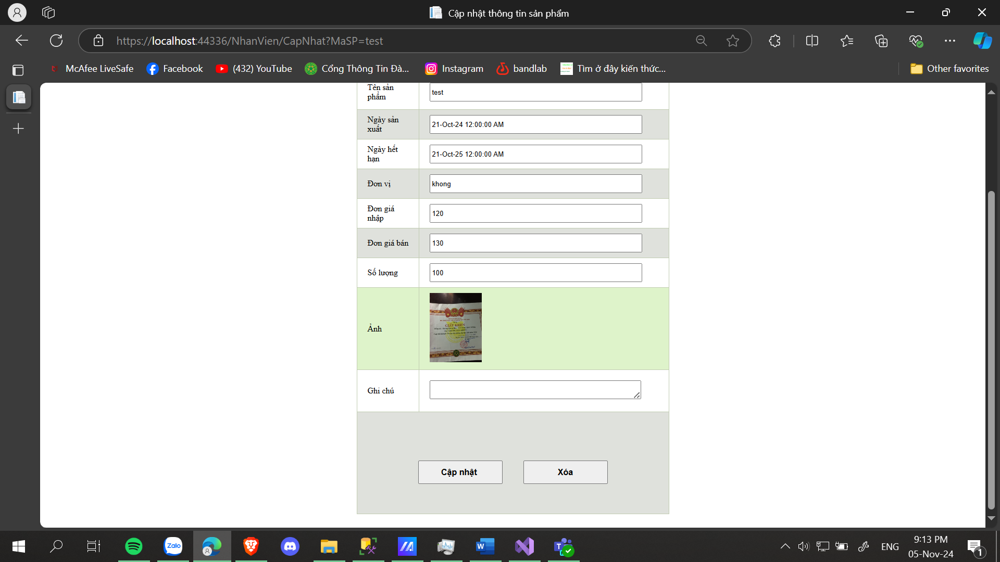 Cập nhật thông tin sản phẩm
https://localhost:44336/NhanVien/CapNhat?MaSP=test
McAfee LiveSafe
Facebook
(432) YouTube
Cổng Thông Tin Đà...
Instagram
bandlab
Tìm ở đây kiến thức...
Other favorites
Tên sản
phẩm
test
Ngày sản
xuất
21-Oct-24 12:00:00 AM
Ngày hết
hạn
21-Oct-25 12:00:00 AM
Đơn vị
khong
Đơn giá
nhập
120
Đơn giá bán
130
Số lượng
100
Ảnh
GIẤY KHEN
Ghi chú
Cập nhật
Xóa
Zalo
ENG
9:13 PM
05-Nov-24
1